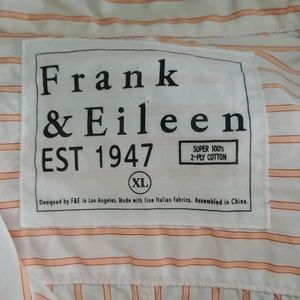 Frank
& Eileen
EST 1947
SUPER 100's
2-PLY COTTON
XL
Designed by F&E in Los Angeles. Made with fine Italian fabrics. Assembled in China.